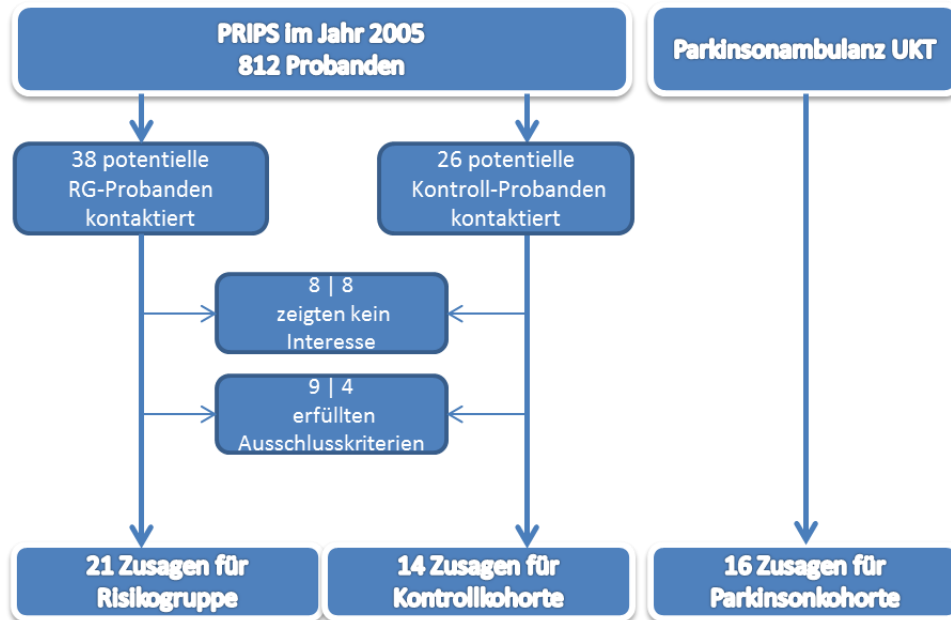 PRIPS im Jahr 2005
812 Probanden
Parkinsonambulanz UKT
38 potentielle
RG-Probanden
kontaktiert
26 potentielle
Kontroll-Probanden
kontaktiert
8 | 8
zeigten kein
Interesse
9 | 4
erfüllten
Ausschlusskriterien
21 Zusagen für
Risikogruppe
14 Zusagen für
Kontrollkohorte
16 Zusagen für
Parkinsonkohorte